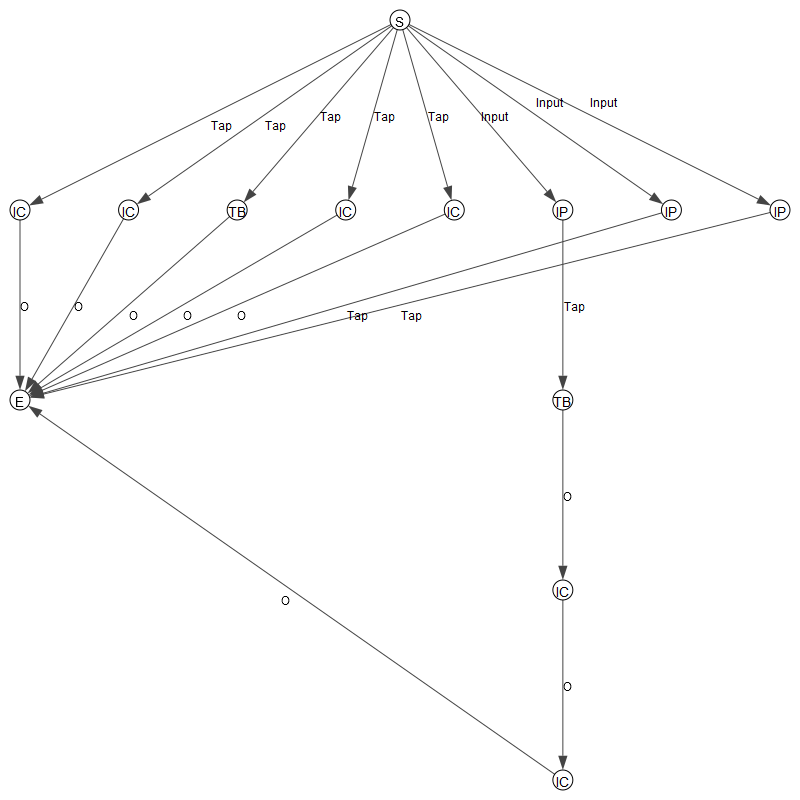 S
Input Input
Tap Tap Input
Tap Tap Tap
IC IC TB IC IC IP IP IP
O O Tap
O O O Tap Tap
E TB
O
IC
O
O
IC